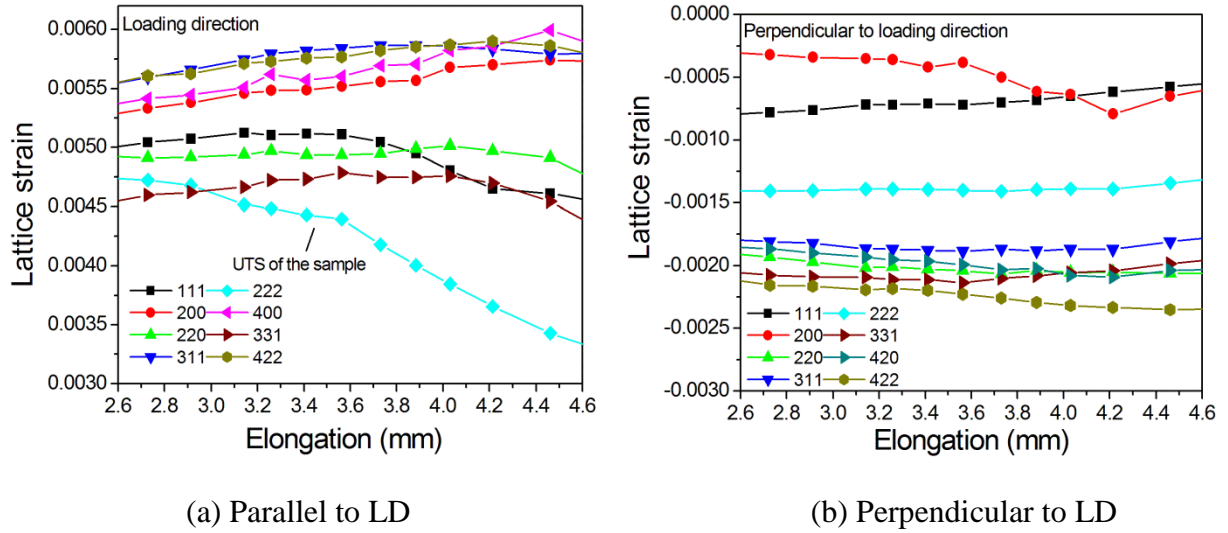 Loading direction
0.0060
0.0055
0.0050
0.0045
0.0040
0.0035
0.0030
Lattice strain
UTS of the sample
111 222
200 400
220 331
311 422
2.6 2.8 3.0 3.2 3.4 3.6 3.8 4.0 4.2 4.4 4.6
Elongation (mm)
(a) Parallel to LD
Perpendicular to loading direction
0.0000
-0.0005
-0.0010
-0.0015
-0.0020
-0.0025
-0.0030
Lattice strain
111 222
200 331
220 420
311 422
2.6 2.8 3.0 3.2 3.4 3.6 3.8 4.0 4.2 4.4 4.6
Elongation (mm)
(b) Perpendicular to LD